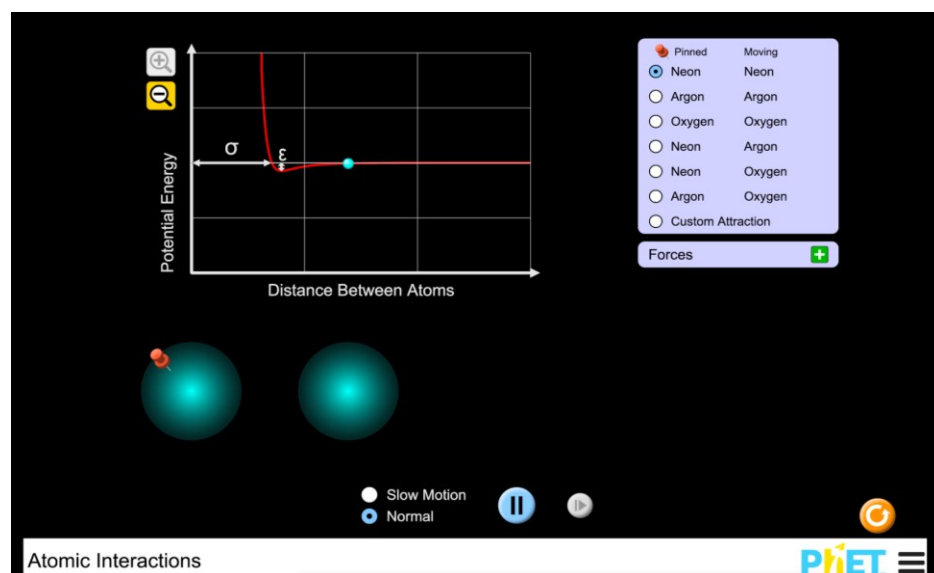 Pinned Moving
Neon Neon
Argon Argon
Oxygen Oxygen
Neon Argon
Neon Oxygen
Argon Oxygen
Custom Attraction
Forces
σ
ε
Potential Energy
Distance Between Atoms
Slow Motion
Normal
Atomic Interactions
PhET